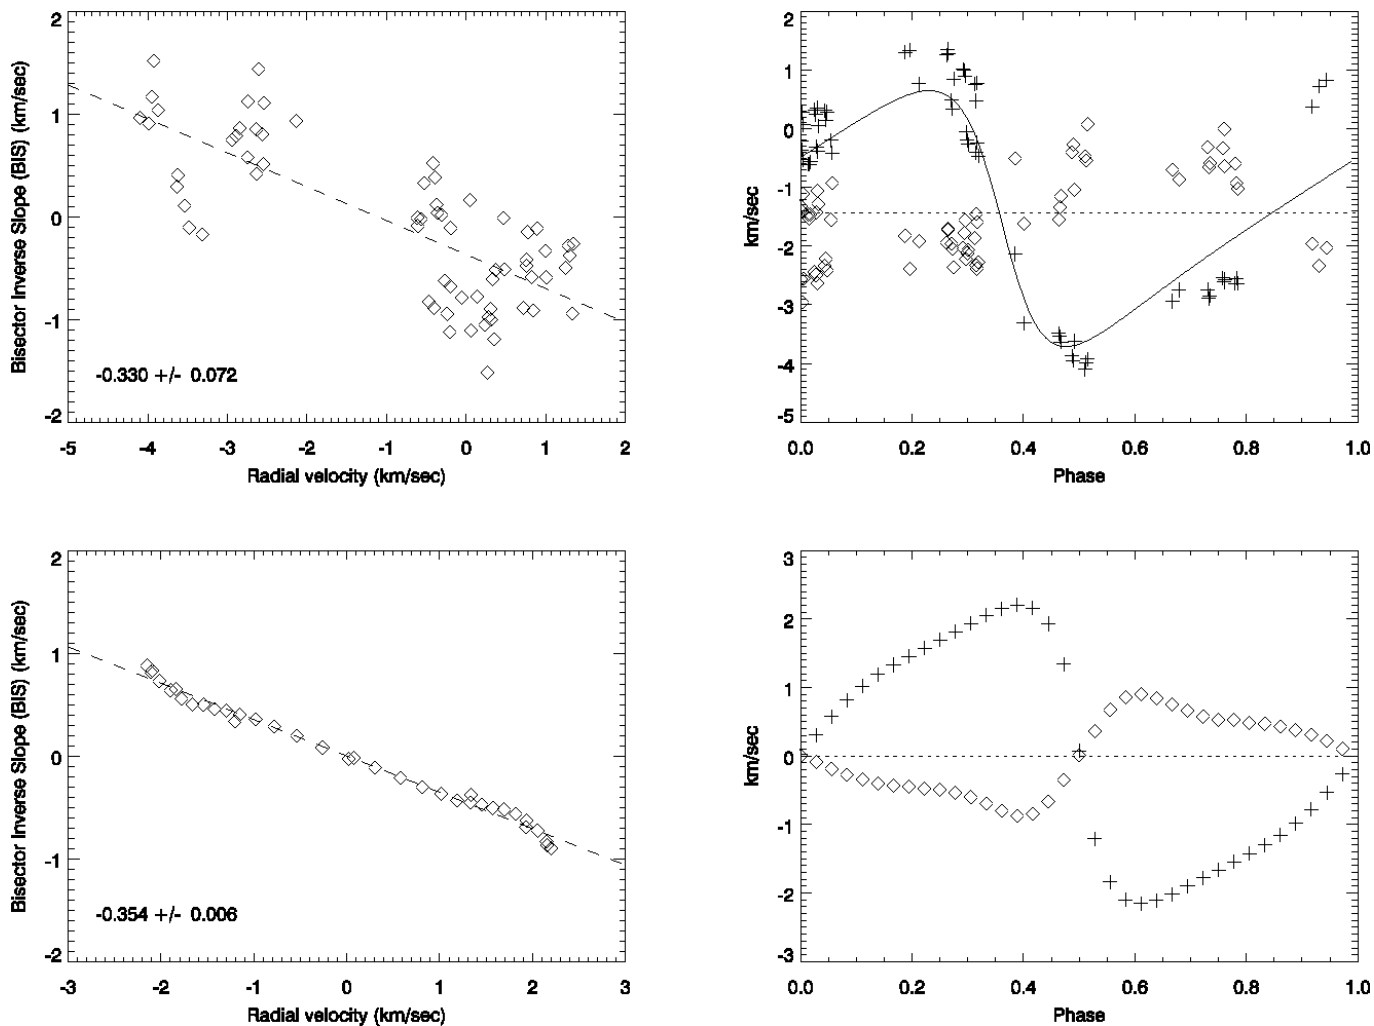 Bisector Inverse Slope (BIS) (km/sec)
2
1
0
-1
-2
-0.330 +/- 0.072
-5 -4 -3 -2 -1 0 1 2
Radial velocity (km/sec)
km/sec
2
1
0
-1
-2
-3
-4
-5
0.0 0.2 0.4 0.6 0.8 1.0
Phase
Bisector Inverse Slope (BIS) (km/sec)
2
1
0
-1
-2
-0.354 +/- 0.006
-3 -2 -1 0 1 2 3
Radial velocity (km/sec)
km/sec
3
2
1
0
-1
-2
-3
0.0 0.2 0.4 0.6 0.8 1.0
Phase